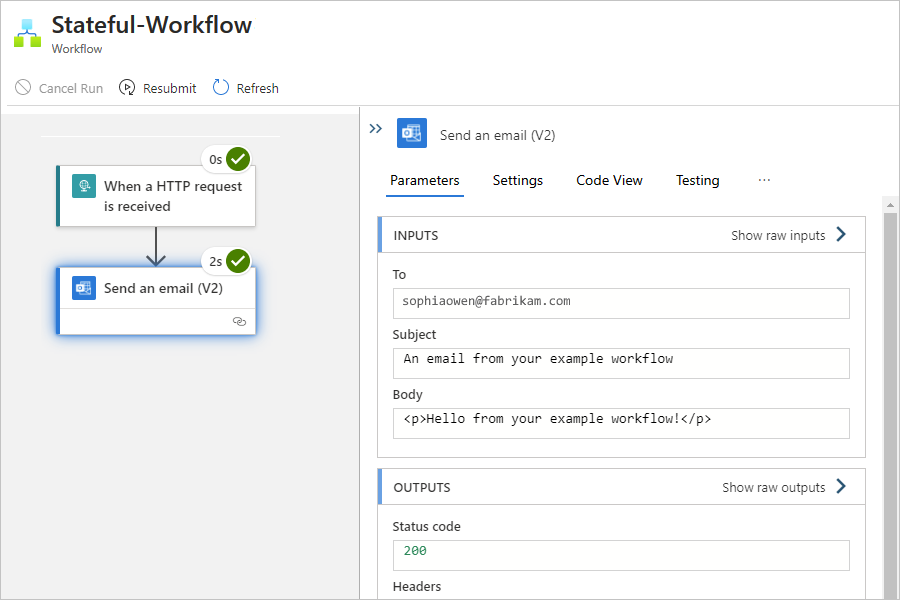 Stateful-Workflow
Workflow
Cancel Run
Resubmit
Refresh
0s
When a HTTP request
is received
2s
Send an email (V2)
Send an email (V2)
Parameters
Settings
Code View
Testing
...
INPUTS
Show raw inputs
To
sophiaowen@fabrikam.com
Subject
An email from your example workflow
Body
<p>Hello from your example workflow!</p>
OUTPUTS
Show raw outputs
Status code
200
Headers